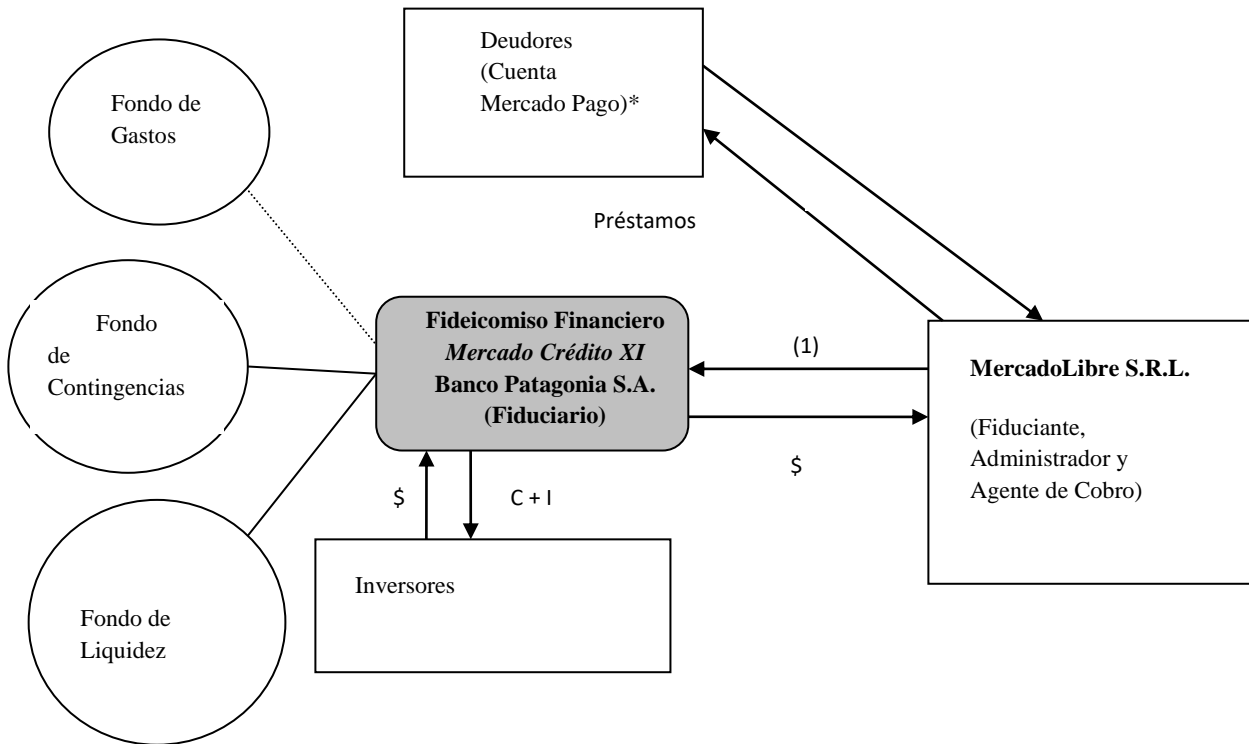 Deudores
(Cuenta
Mercado Pago)*
Fondo de
Gastos
Préstamos
Fondo
de
Contingencias
Fideicomiso Financiero
Mercado Crédito XI
Banco Patagonia S.A.
(Fiduciario)
(1)
$
MercadoLibre S.R.L.
(Fiduciante,
Administrador y
Agente de Cobro)
$
C + I
Inversores
Fondo de
Liquidez